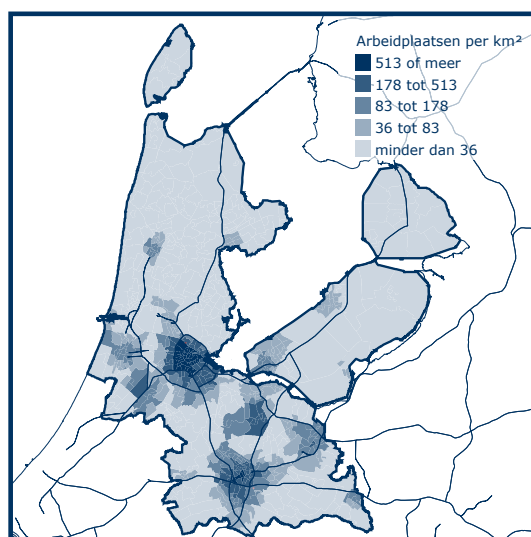 Arbeidplaatsen per km²
513 of meer
178 tot 513
83 tot 178
36 tot 83
minder dan 36